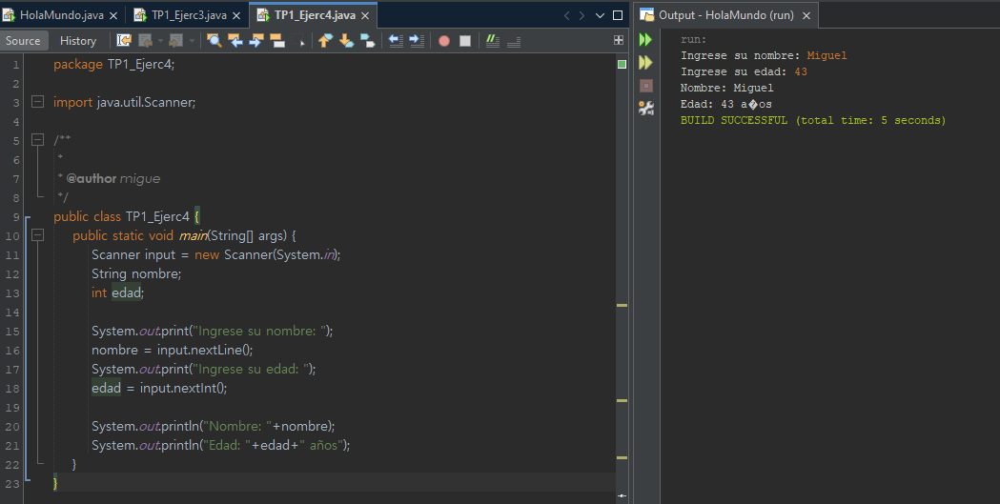 HolaMundo.java × TP1_Ejerc3.java × TP1_Ejerc4.java ×
Source History
1 package TP1_Ejerc4;
2
3 import java.util.Scanner;
4
5 /**
6 *
7 * @author migue
8 */
9 public class TP1_Ejerc4 {
10 public static void main(String[] args) {
11 Scanner input = new Scanner(System.in);
12 String nombre;
13 int edad;
14
15 System.out.print("Ingrese su nombre: ");
16 nombre = input.nextLine();
17 System.out.print("Ingrese su edad: ");
18 edad = input.nextInt();
19
20 System.out.println("Nombre: "+nombre);
21 System.out.println("Edad: "+edad+" años");
22 }
23 }
Output - HolaMundo (run) ×
run:
Ingrese su nombre: Miguel
Ingrese su edad: 43
Nombre: Miguel
Edad: 43 a�os
BUILD SUCCESSFUL (total time: 5 seconds)